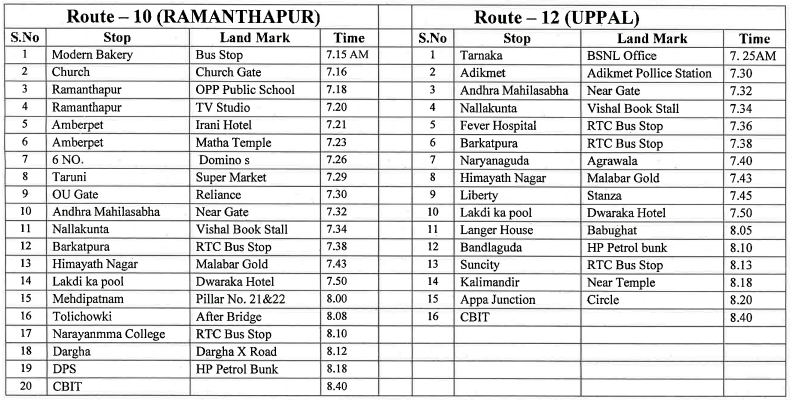 Route – 10 (RAMANTHAPUR) Route – 12 (UPPAL)
S.No Stop Land Mark Time S.No Stop Land Mark Time
1 Modern Bakery Bus Stop 7.15 AM 1 Tarnaka BSNL Office 7. 25AM
2 Church Church Gate 7.16 2 Adikmet Adikmet Pollice Station 7.30
3 Ramanthapur OPP Public School 7.18 3 Andhra Mahilasabha Near Gate 7.32
4 Ramanthapur TV Studio 7.20 4 Nallakunta Vishal Book Stall 7.34
5 Amberpet Irani Hotel 7.21 5 Fever Hospital RTC Bus Stop 7.36
6 Amberpet Matha Temple 7.23 6 Barkatpura RTC Bus Stop 7.38
7 6 NO. Domino s 7.26 7 Naryanaguda Agrawala 7.40
8 Taruni Super Market 7.29 8 Himayath Nagar Malabar Gold 7.43
9 OU Gate Reliance 7.30 9 Liberty Stanza 7.45
10 Andhra Mahilasabha Near Gate 7.32 10 Lakdi ka pool Dwaraka Hotel 7.50
11 Nallakunta Vishal Book Stall 7.34 11 Langer House Babughat 8.05
12 Barkatpura RTC Bus Stop 7.38 12 Bandlaguda HP Petrol bunk 8.10
13 Himayath Nagar Malabar Gold 7.43 13 Suncity RTC Bus Stop 8.13
14 Lakdi ka pool Dwaraka Hotel 7.50 14 Kalimandir Near Temple 8.18
15 Mehdipatnam Pillar No. 21&22 8.00 15 Appa Junction Circle 8.20
16 Tolichowki After Bridge 8.08 16 CBIT 8.40
17 Narayanmma College RTC Bus Stop 8.10
18 Dargha Dargha X Road 8.12
19 DPS HP Petrol Bunk 8.18
20 CBIT 8.40